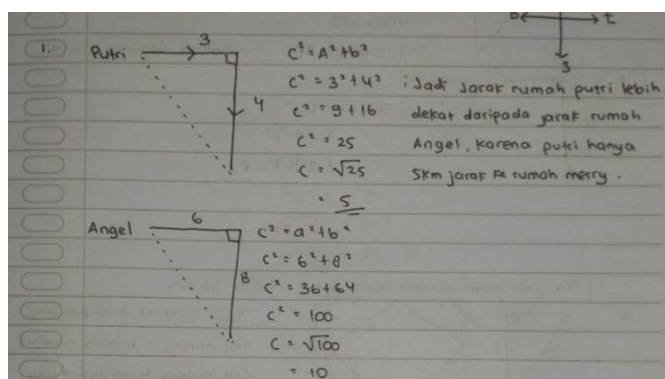 B t
S
1. Putri 3 4
c² = A² + b²
c² = 3² + 4²
c² = 9 + 16
c² = 25
c = √25
= 5
; Jadi Jarak rumah putri lebih
dekat daripada jarak rumah
Angel, karena putri hanya
5km jarak ke rumah merry.
Angel 6 8
c² = a² + b²
c² = 6² + 8²
c² = 36 + 64
c² = 100
c = √100
= 10